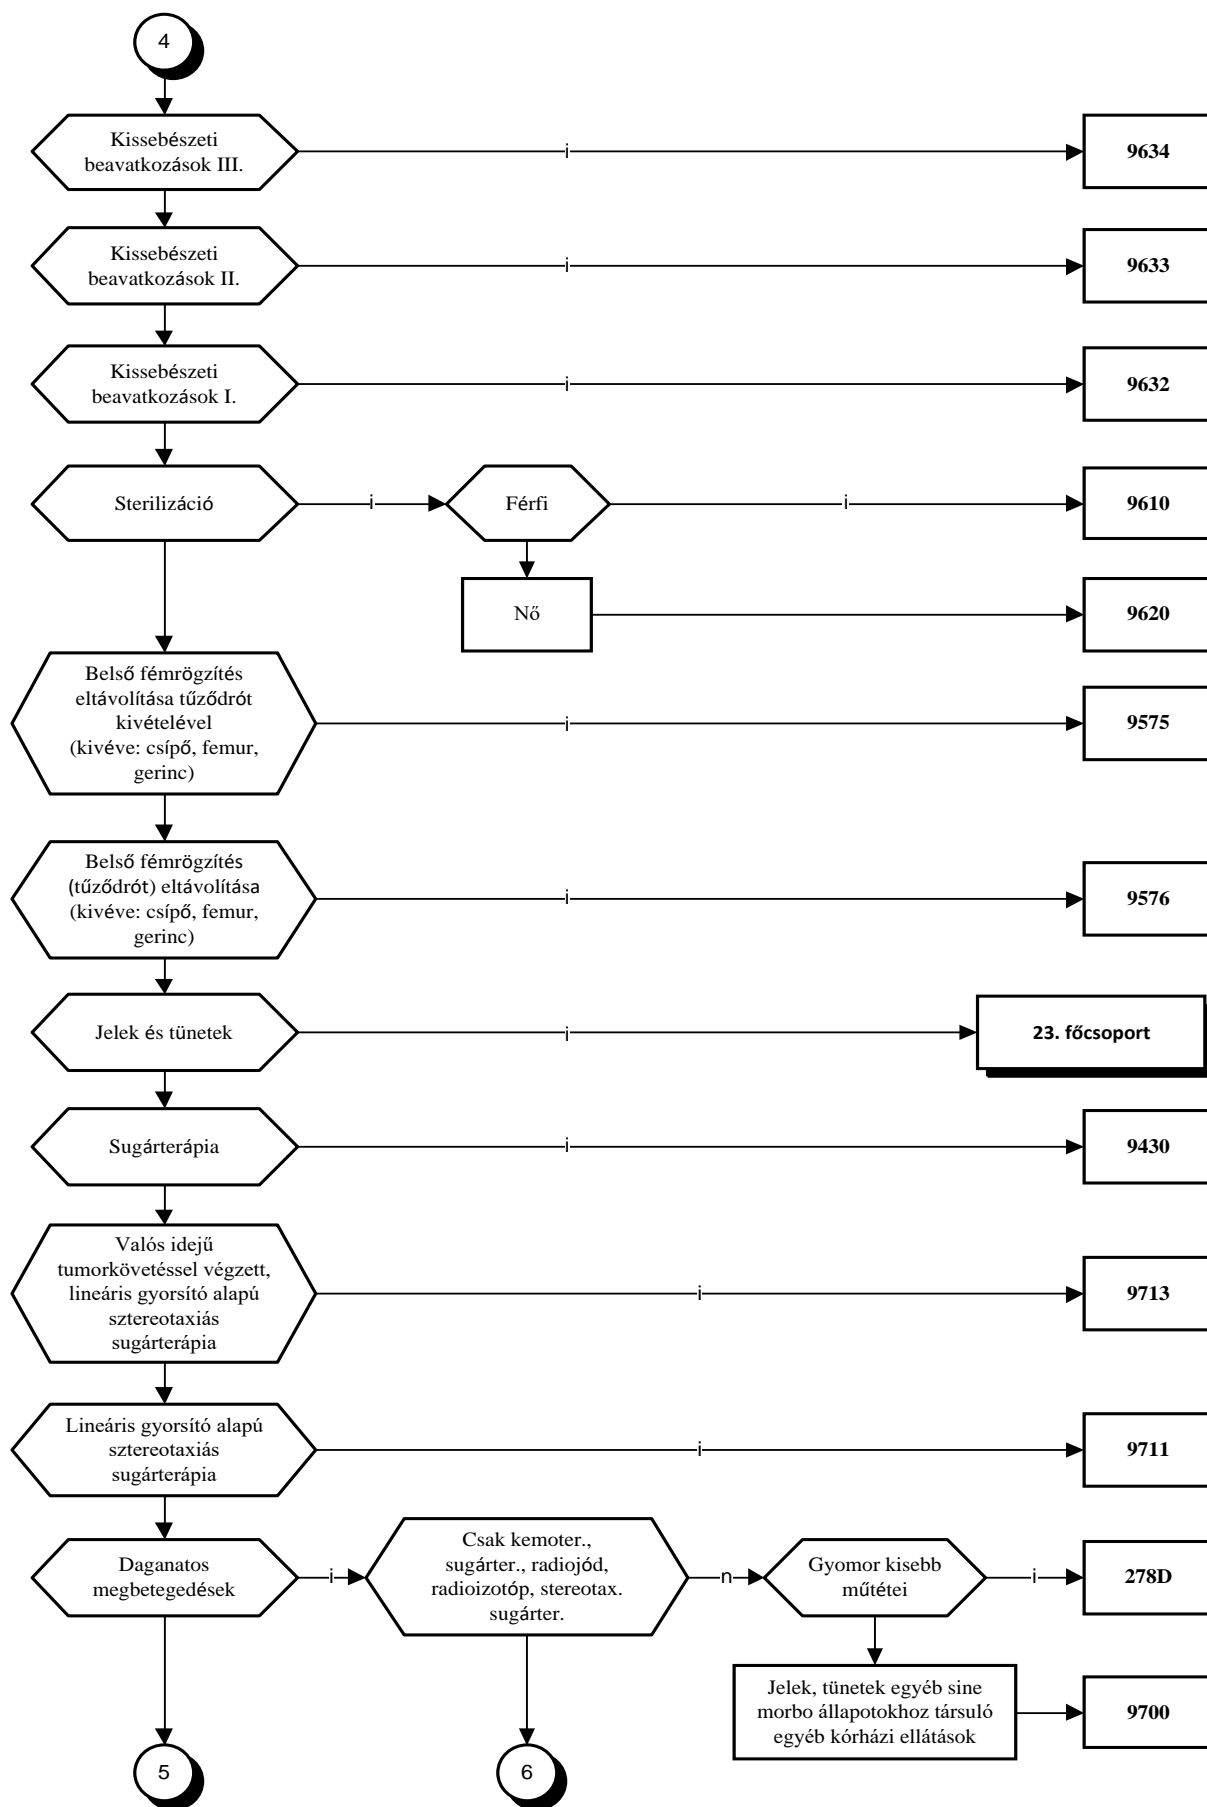 4
Kissebészeti
beavatkozások III.
i
9634
Kissebészeti
beavatkozások II.
i
9633
Kissebészeti
beavatkozások I.
i
9632
Sterilizáció
i
Férfi
i
9610
Nő
9620
Belső fémrögzítés
eltávolítása tűződrót
kivételével
(kivéve: csípő, femur,
gerinc)
i
9575
Belső fémrögzítés
(tűződrót) eltávolítása
(kivéve: csípő, femur,
gerinc)
i
9576
Jelek és tünetek
i
23. főcsoport
Sugárterápia
i
9430
Valós idejű
tumorkövetéssel végzett,
lineáris gyorsító alapú
sztereotaxiás
sugárterápia
i
9713
Lineáris gyorsító alapú
sztereotaxiás
sugárterápia
i
9711
Daganatos
megbetegedések
i
Csak kemoter.,
sugárter., radiojód,
radioizotóp, stereotax.
sugárter.
n
Gyomor kisebb
műtétei
i
278D
Jelek, tünetek egyéb sine
morbo állapotokhoz társuló
egyéb kórházi ellátások
9700
5
6